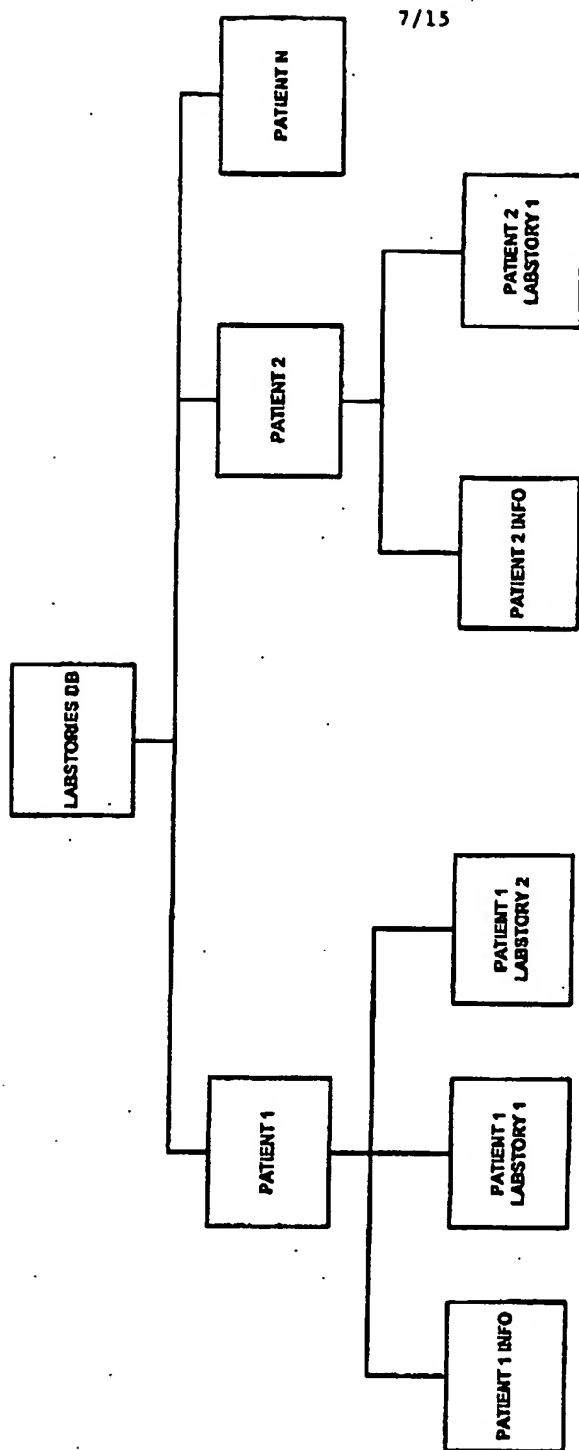 7/15
LABSTORIES DB
PATIENT 1
PATIENT 2
PATIENT N
PATIENT 1 INFO
PATIENT 1
LABSTORY 1
PATIENT 1
LABSTORY 2
PATIENT 2 INFO
PATIENT 2
LABSTORY 1